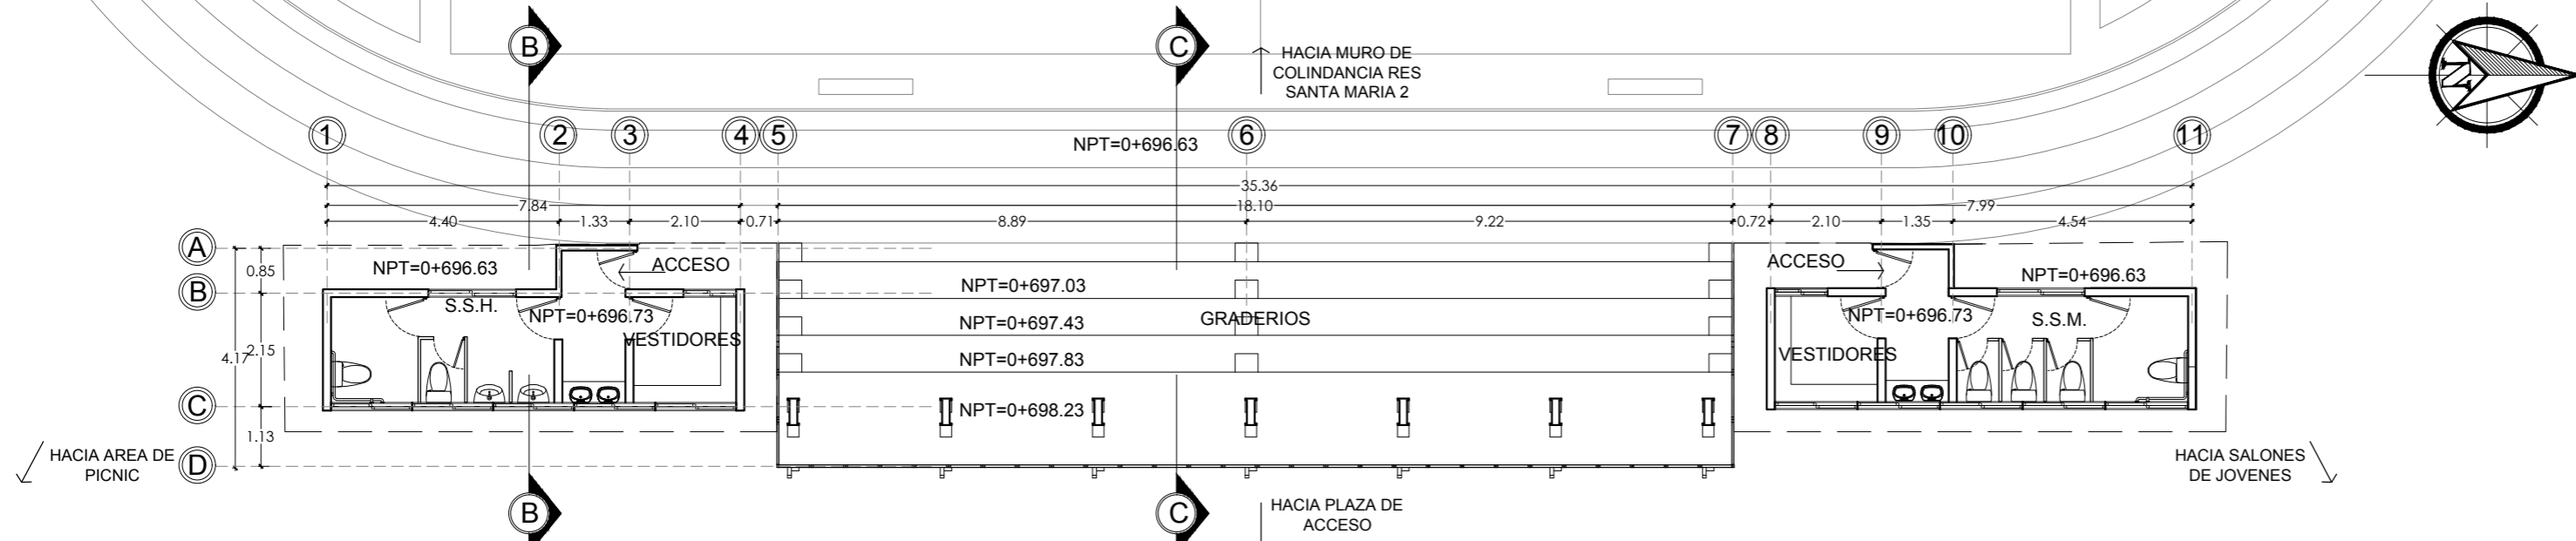 B
C
HACIA MURO DE
COLINDANCIA RES
SANTA MARIA 2
N
1
2
3
4
5
6
7
8
9
10
11
NPT=0+696.63
35.36
7.84
18.10
7.99
4.40
1.33
2.10
0.71
8.89
9.22
0.72
2.10
1.35
4.54
A
B
C
D
0.85
2.15
4.17
1.13
NPT=0+696.63
ACCESO
S.S.H.
NPT=0+696.73
VESTIDORES
NPT=0+697.03
NPT=0+697.43
GRADERIOS
NPT=0+697.83
NPT=0+698.23
ACCESO
NPT=0+696.63
NPT=0+696.73
S.S.M.
VESTIDORES
HACIA AREA DE
PICNIC
HACIA SALONES
DE JOVENES
B
C
HACIA PLAZA DE
ACCESO